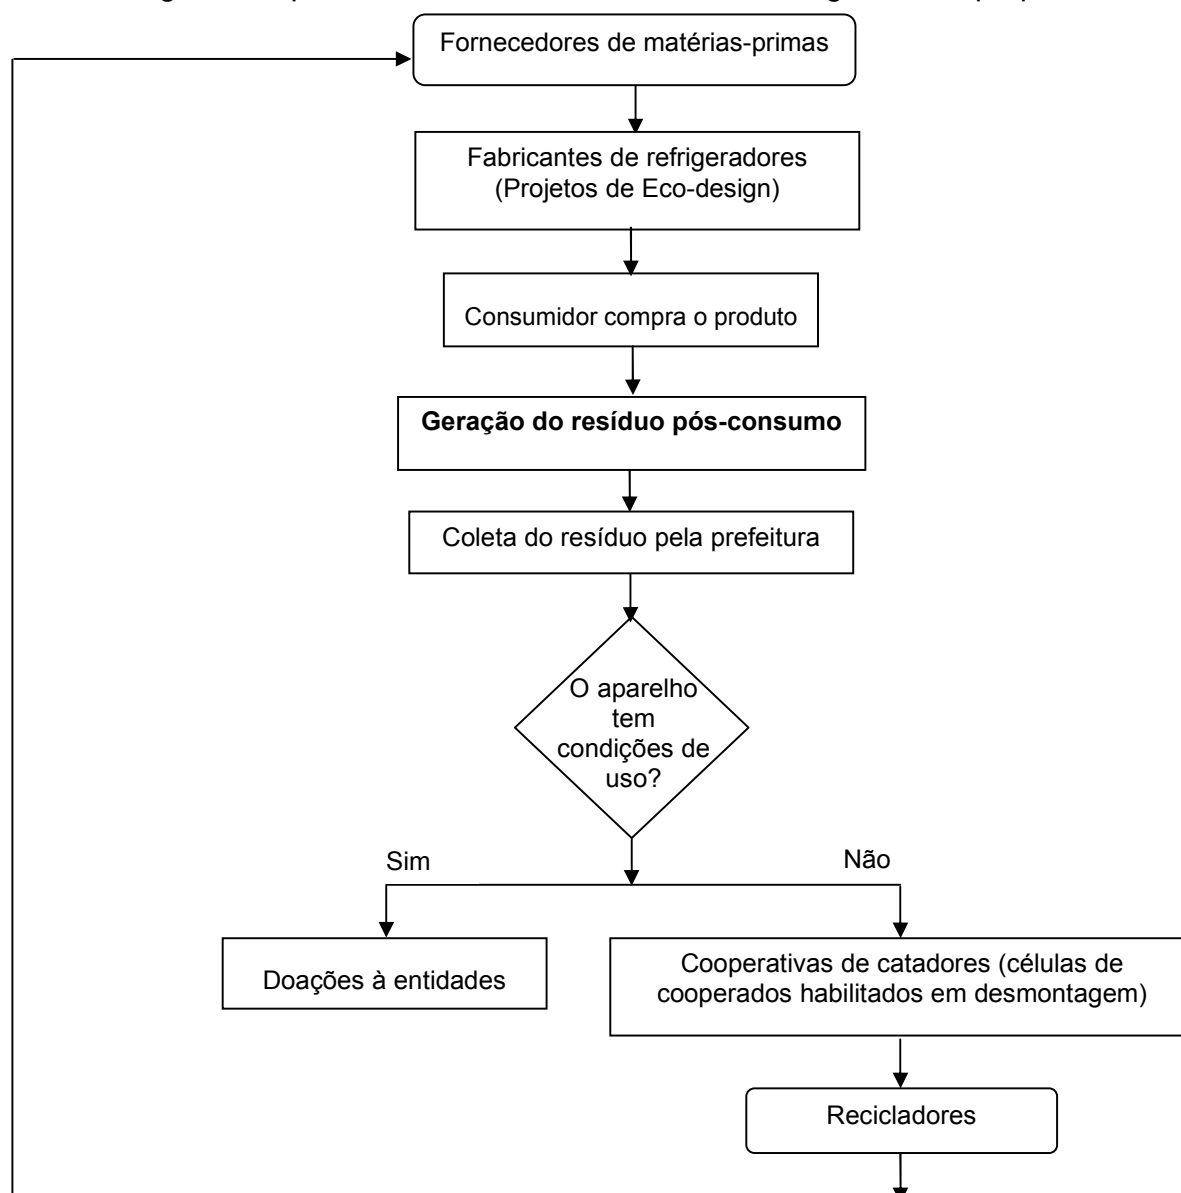 Fornecedores de matérias-primas
Fabricantes de refrigeradores
(Projetos de Eco-design)
Consumidor compra o produto
Geração do resíduo pós-consumo
Coleta do resíduo pela prefeitura
O aparelho
tem
condições de
uso?
Sim
Não
Doações à entidades
Cooperativas de catadores (células de
cooperados habilitados em desmontagem)
Recicladores